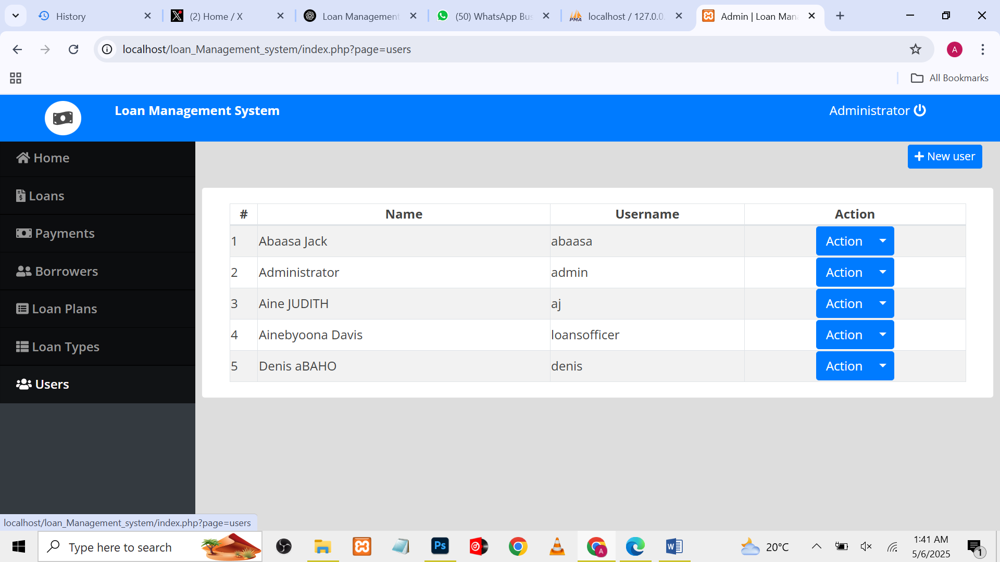 History
(2) Home / X
Loan Management
(50) WhatsApp Bus
localhost / 127.0.0.
Admin | Loan Man
localhost/loan_Management_system/index.php?page=users
A
All Bookmarks
Loan Management System
Administrator
Home
Loans
Payments
Borrowers
Loan Plans
Loan Types
Users
New user
# Name Username Action
1 Abaasa Jack abaasa Action
2 Administrator admin Action
3 Aine JUDITH aj Action
4 Ainebyoona Davis loansofficer Action
5 Denis aBAHO denis Action
localhost/loan_Management_system/index.php?page=users
Type here to search
Ps
A
W
20°C
1:41 AM
5/6/2025
1